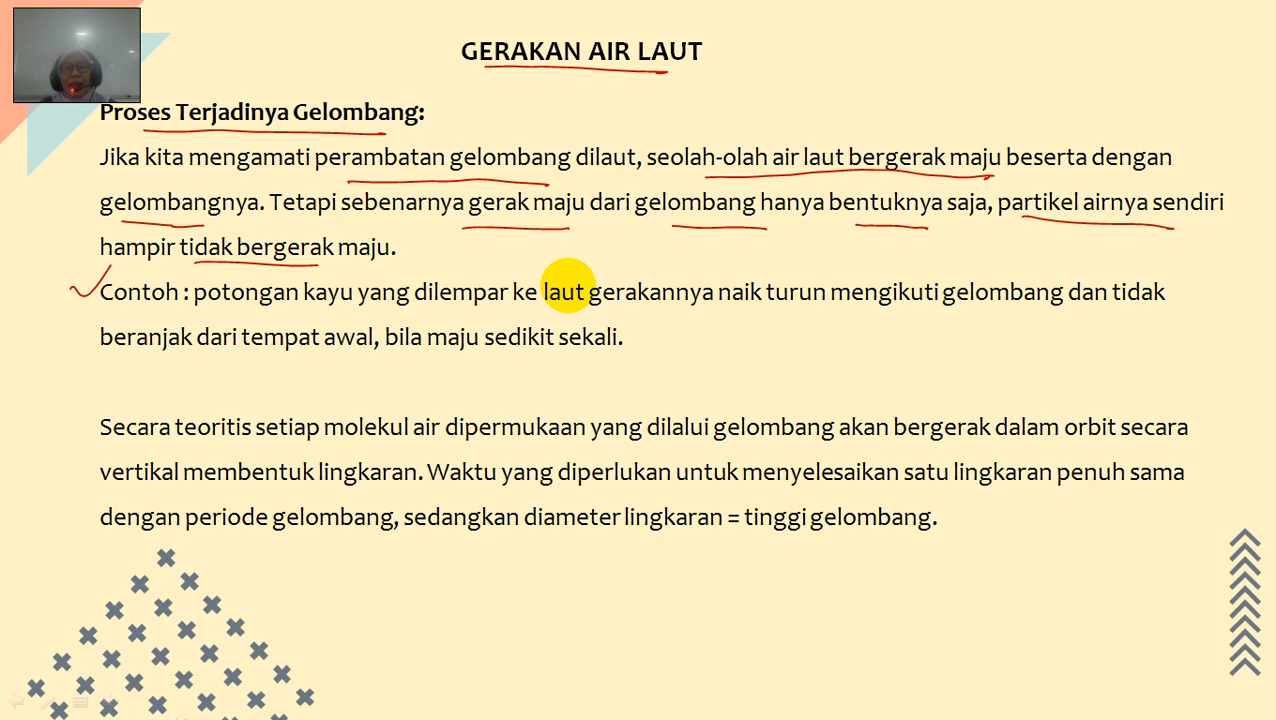 GERAKAN AIR LAUT
Proses Terjadinya Gelombang:
Jika kita mengamati perambatan gelombang dilaut, seolah-olah air laut bergerak maju beserta dengan
gelombangnya. Tetapi sebenarnya gerak maju dari gelombang hanya bentuknya saja, partikel airnya sendiri
hampir tidak bergerak maju.
Contoh : potongan kayu yang dilempar ke laut gerakannya naik turun mengikuti gelombang dan tidak
beranjak dari tempat awal, bila maju sedikit sekali.
Secara teoritis setiap molekul air dipermukaan yang dilalui gelombang akan bergerak dalam orbit secara
vertikal membentuk lingkaran. Waktu yang diperlukan untuk menyelesaikan satu lingkaran penuh sama
dengan periode gelombang, sedangkan diameter lingkaran = tinggi gelombang.